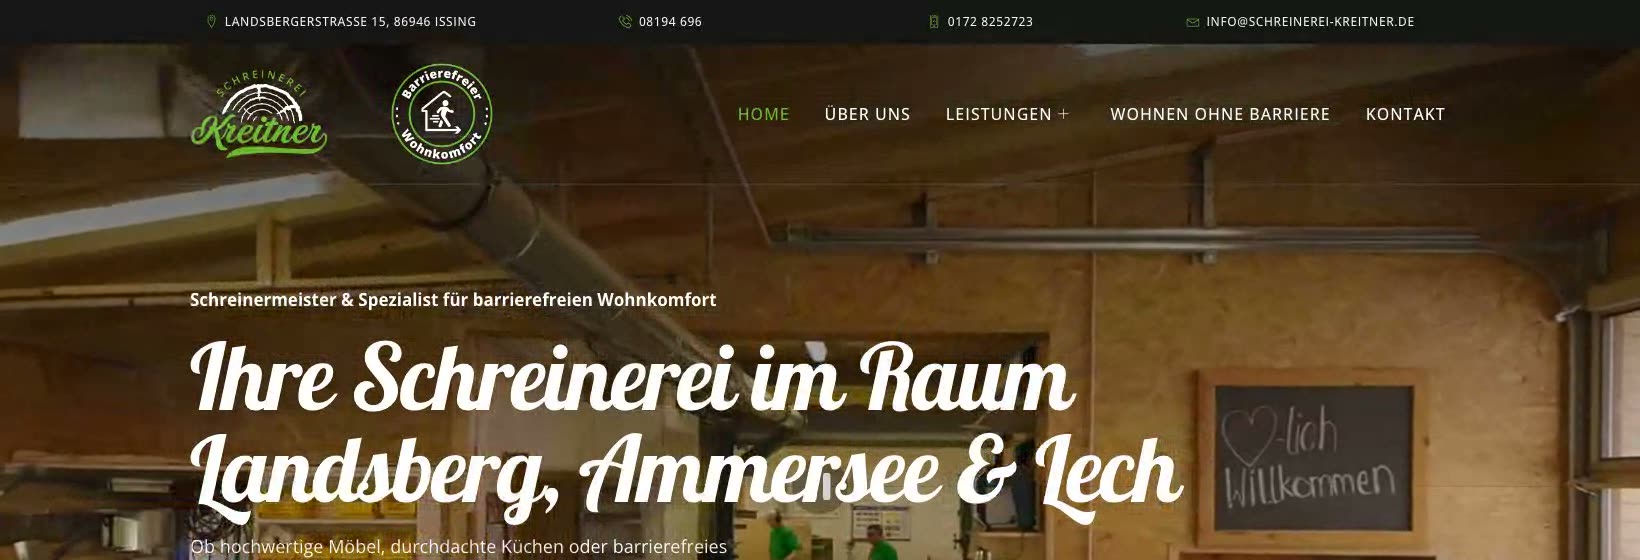 LANDSBERGERSTRASSE 15, 86946 ISSING
08194 696
0172 8252723
INFO@SCHREINEREI-KREITNER.DE
SCHREINEREI
Kreitner
Barrierefreier
Wohnkomfort
HOME
ÜBER UNS
LEISTUNGEN +
WOHNEN OHNE BARRIERE
KONTAKT
Schreinermeister & Spezialist für barrierefreien Wohnkomfort
Ihre Schreinerei im Raum
Landsberg, Ammersee & Lech
-lich
Willkommen
Ob hochwertige Möbel, durchdachte Küchen oder barrierefreies